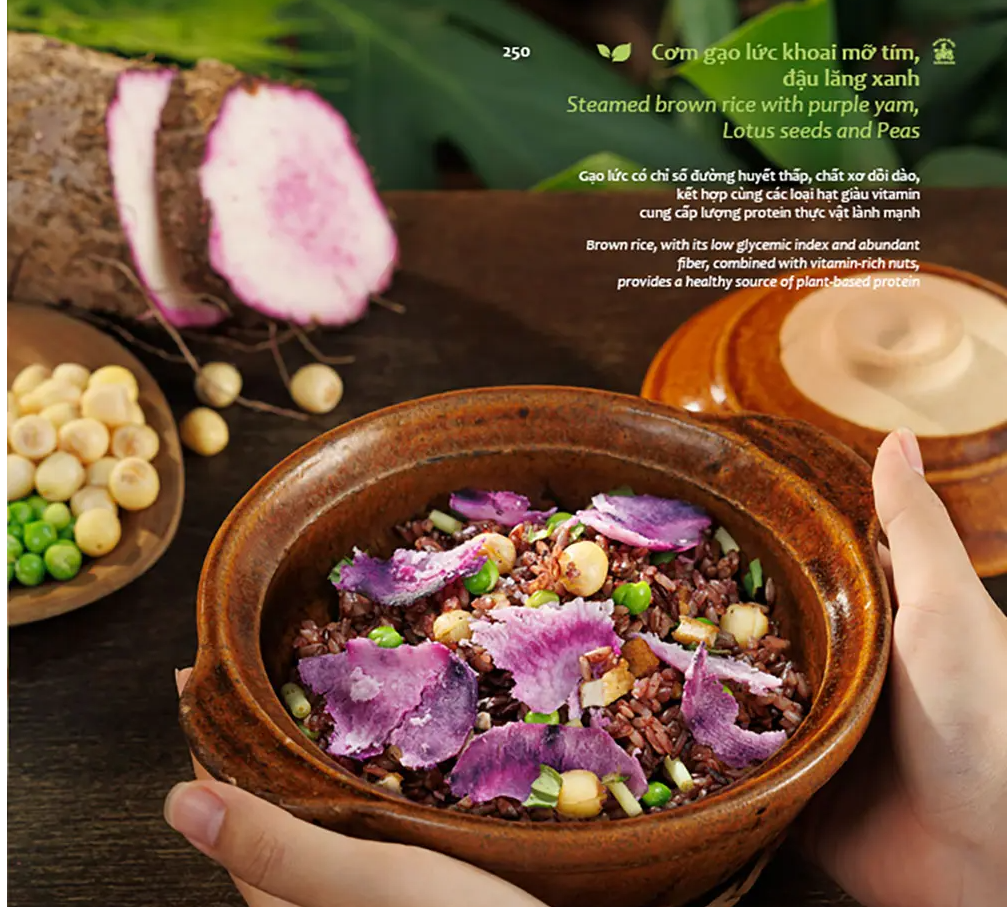 250
Cơm gạo lức khoai mỡ tím,
đậu lăng xanh
Steamed brown rice with purple yam,
Lotus seeds and Peas
Gạo lức có chỉ số đường huyết thấp, chất xơ dồi dào,
kết hợp cùng các loại hạt giàu vitamin
cung cấp lượng protein thực vật lành mạnh
Brown rice, with its low glycemic index and abundant
fiber, combined with vitamin-rich nuts,
provides a healthy source of plant-based protein